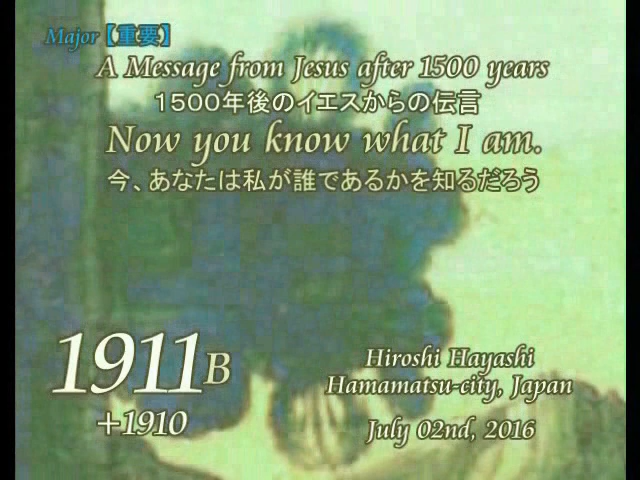 Major【重要】
A Message from Jesus after 1500 years
１５００年後のイエスからの伝言
Now you know what I am.
今、あなたは私が誰であるかを知るだろう
1911B
+1910
Hiroshi Hayashi
Hamamatsu-city, Japan
July 02nd, 2016